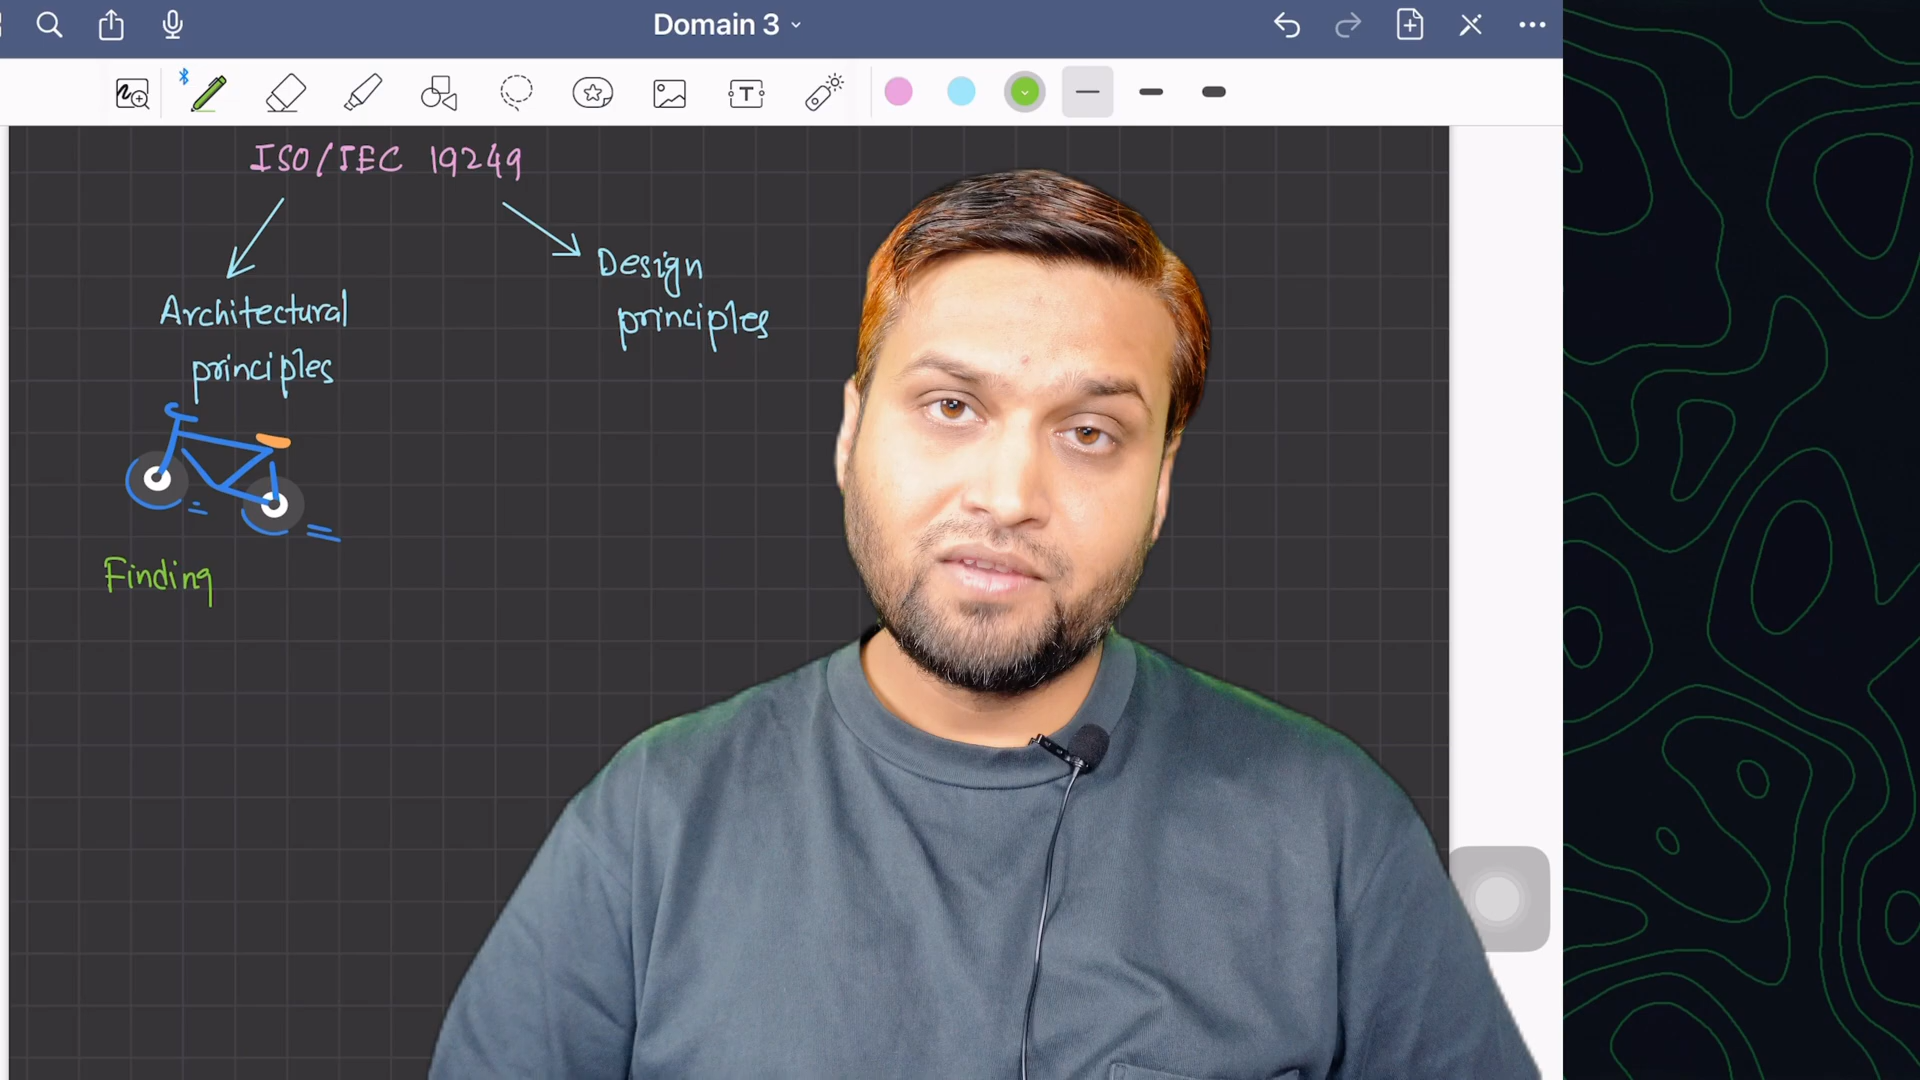 Domain 3
T
ISO/IEC 19249
Architectural
principles
Design
principles
Finding